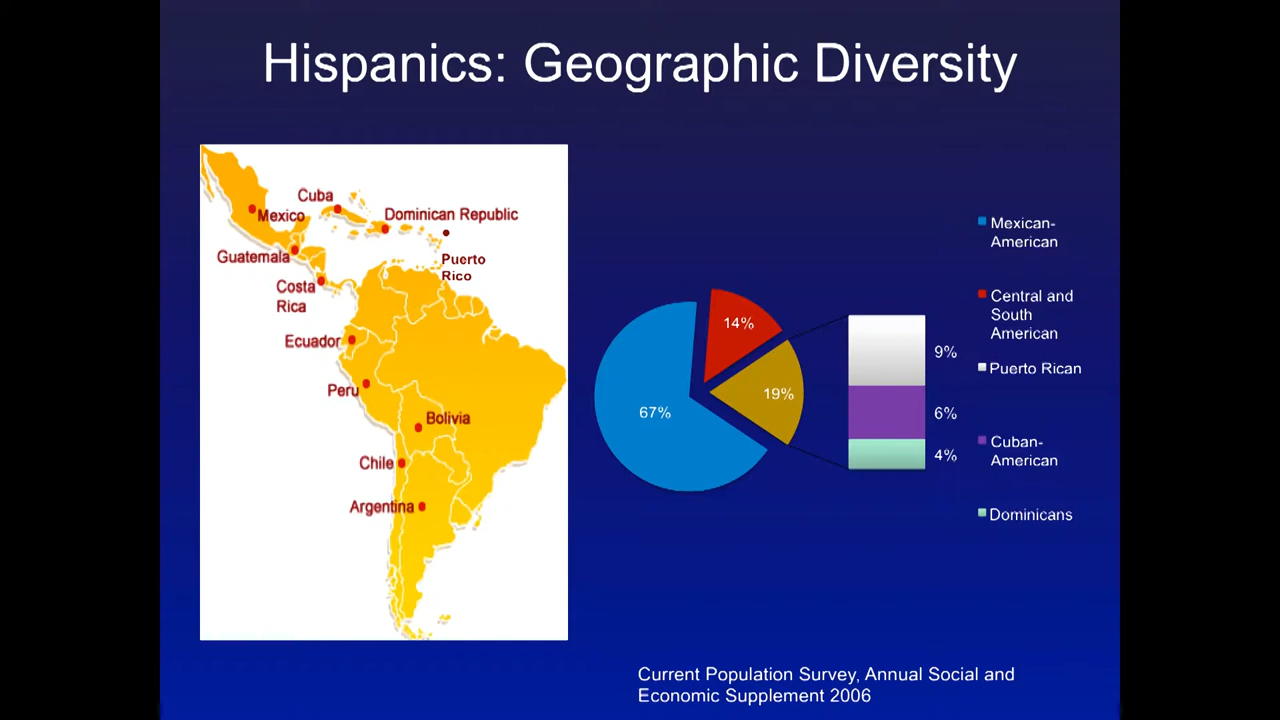 Hispanics: Geographic Diversity
Cuba
Mexico
Dominican Republic
Guatemala
Puerto
Rico
Costa
Rica
Ecuador
Peru
Bolivia
Chile
Argentina
67%
14%
19%
9%
6%
4%
Mexican-
American
Central and
South
American
Puerto Rican
Cuban-
American
Dominicans
Current Population Survey, Annual Social and
Economic Supplement 2006